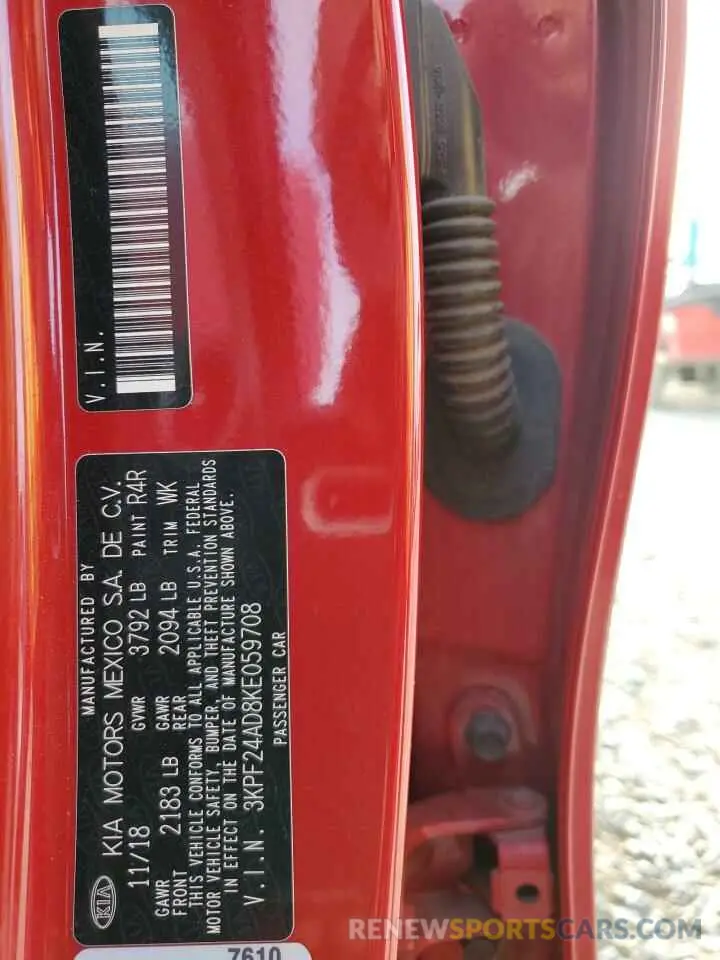 V.I.N.
MANUFACTURED BY
KIA KIA MOTORS MEXICO S.A. DE C.V.
11/18 GVWR 3792 LB PAINT R4R
GAWR FRONT 2183 LB GAWR REAR 2094 LB TRIM WK
THIS VEHICLE CONFORMS TO ALL APPLICABLE U.S.A. FEDERAL
MOTOR VEHICLE SAFETY, BUMPER, AND THEFT PREVENTION STANDARDS
IN EFFECT ON THE DATE OF MANUFACTURE SHOWN ABOVE.
V.I.N. 3KPF24AD8KE059708
PASSENGER CAR
7610
RENEWSPORTSCARS.COM